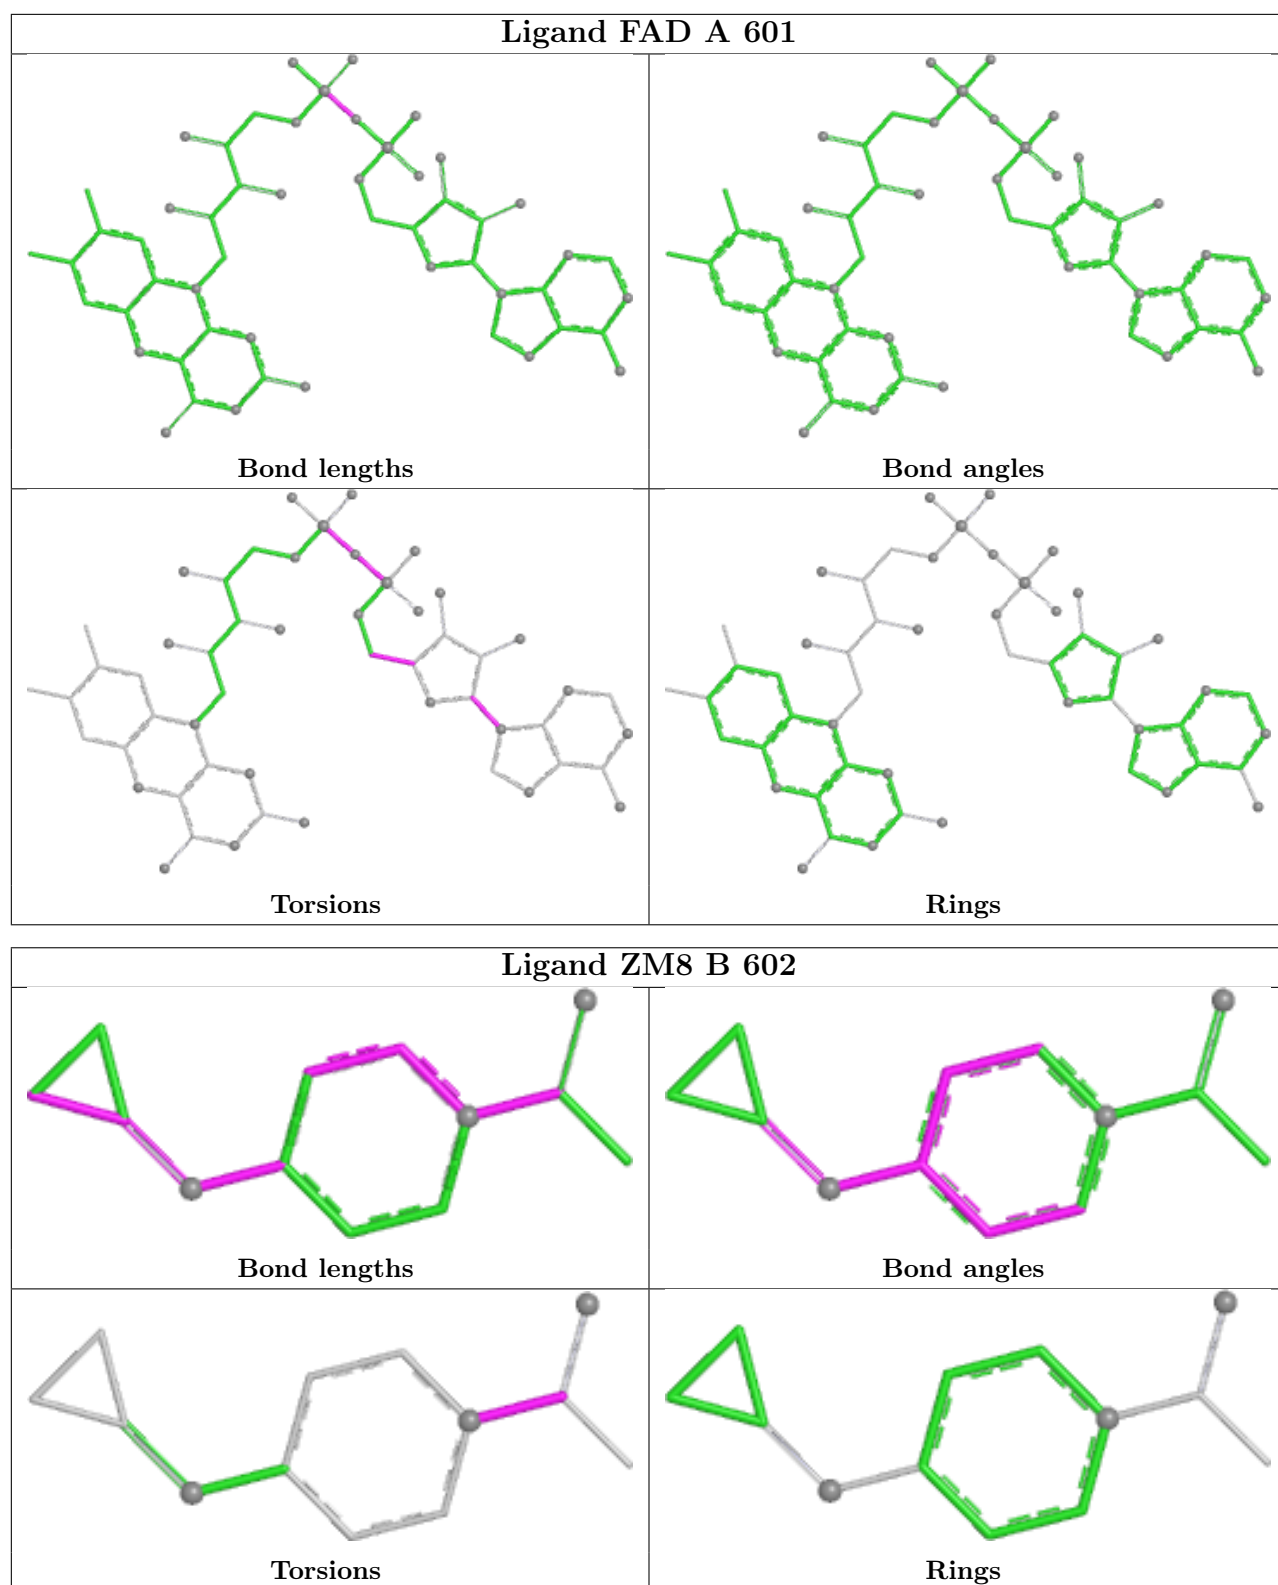 Ligand FAD A 601
Bond lengths
Bond angles
Torsions
Rings
Ligand ZM8 B 602
Bond lengths
Bond angles
Torsions
Rings